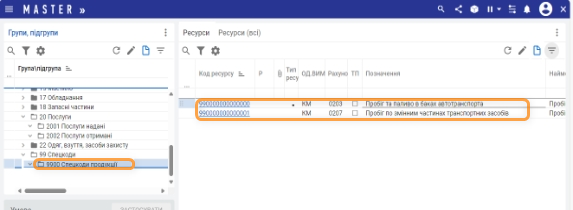 MASTER »
Групи, підгрупи
Ресурси Ресурси (всі)
Група\підгрупа
17 Обладнання
18 Запасні частини
20 Послуги
2001 Послуги надані
2002 Послуги отримані
22 Одяг, взуття, засоби захисту
99 Спецкоди
9900 Спецкоди продукції
Код ресурсу Р Тип ресу ОД.ВИМ Рахуно ТП Позначення Найме
990000000000000 КМ 0203 Пробіг та паливо в баках автотранспорта Пробі
990000000000001 КМ 0207 Пробіг по змінним частинах транспортних засобів Пробі
Умова ЗАСТОСУВАТИ